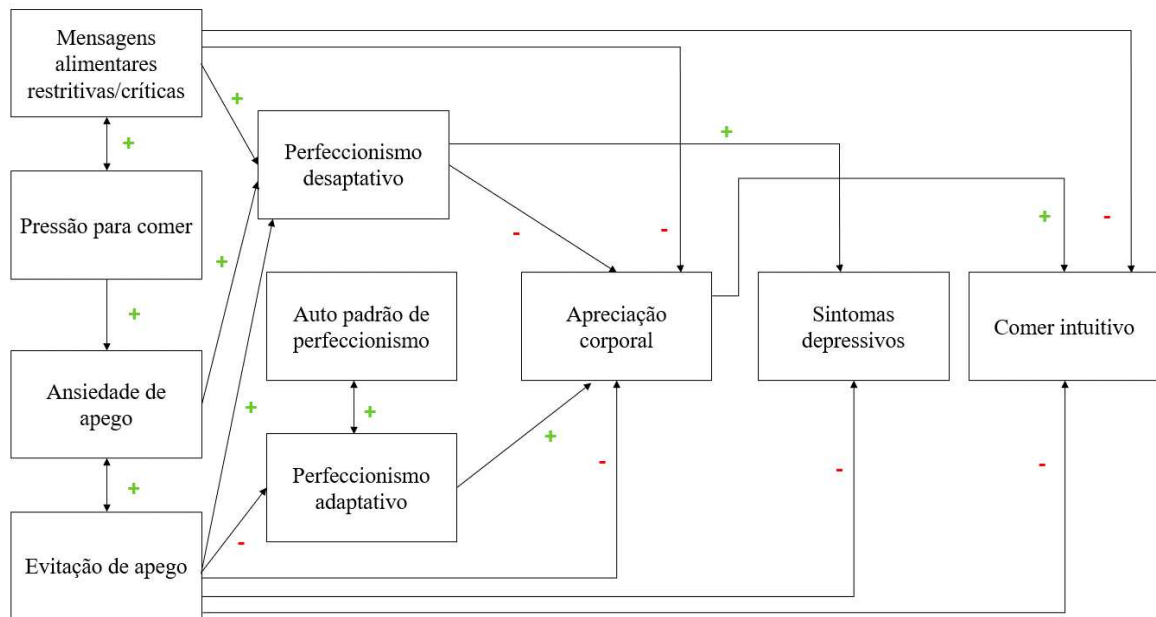 Mensagens
alimentares
restritivas/críticas
+
+
Pressão para comer
+
Ansiedade de
apego
+
Evitação de apego
Perfeccionismo
desaptativo
+
+
+
-
-
Auto padrão de
perfeccionismo
+
Perfeccionismo
adaptativo
-
+
-
Apreciação
corporal
Sintomas
depressivos
-
+
-
Comer intuitivo
-